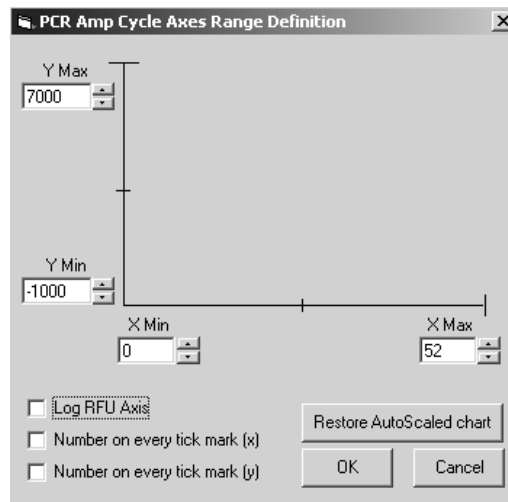 PCR Amp Cycle Axes Range Definition
Y Max
7000
Y Min
-1000
X Min
X Max
0
52
Log RFU Axis
Number on every tick mark (x)
Number on every tick mark (y)
Restore AutoScaled chart
OK
Cancel